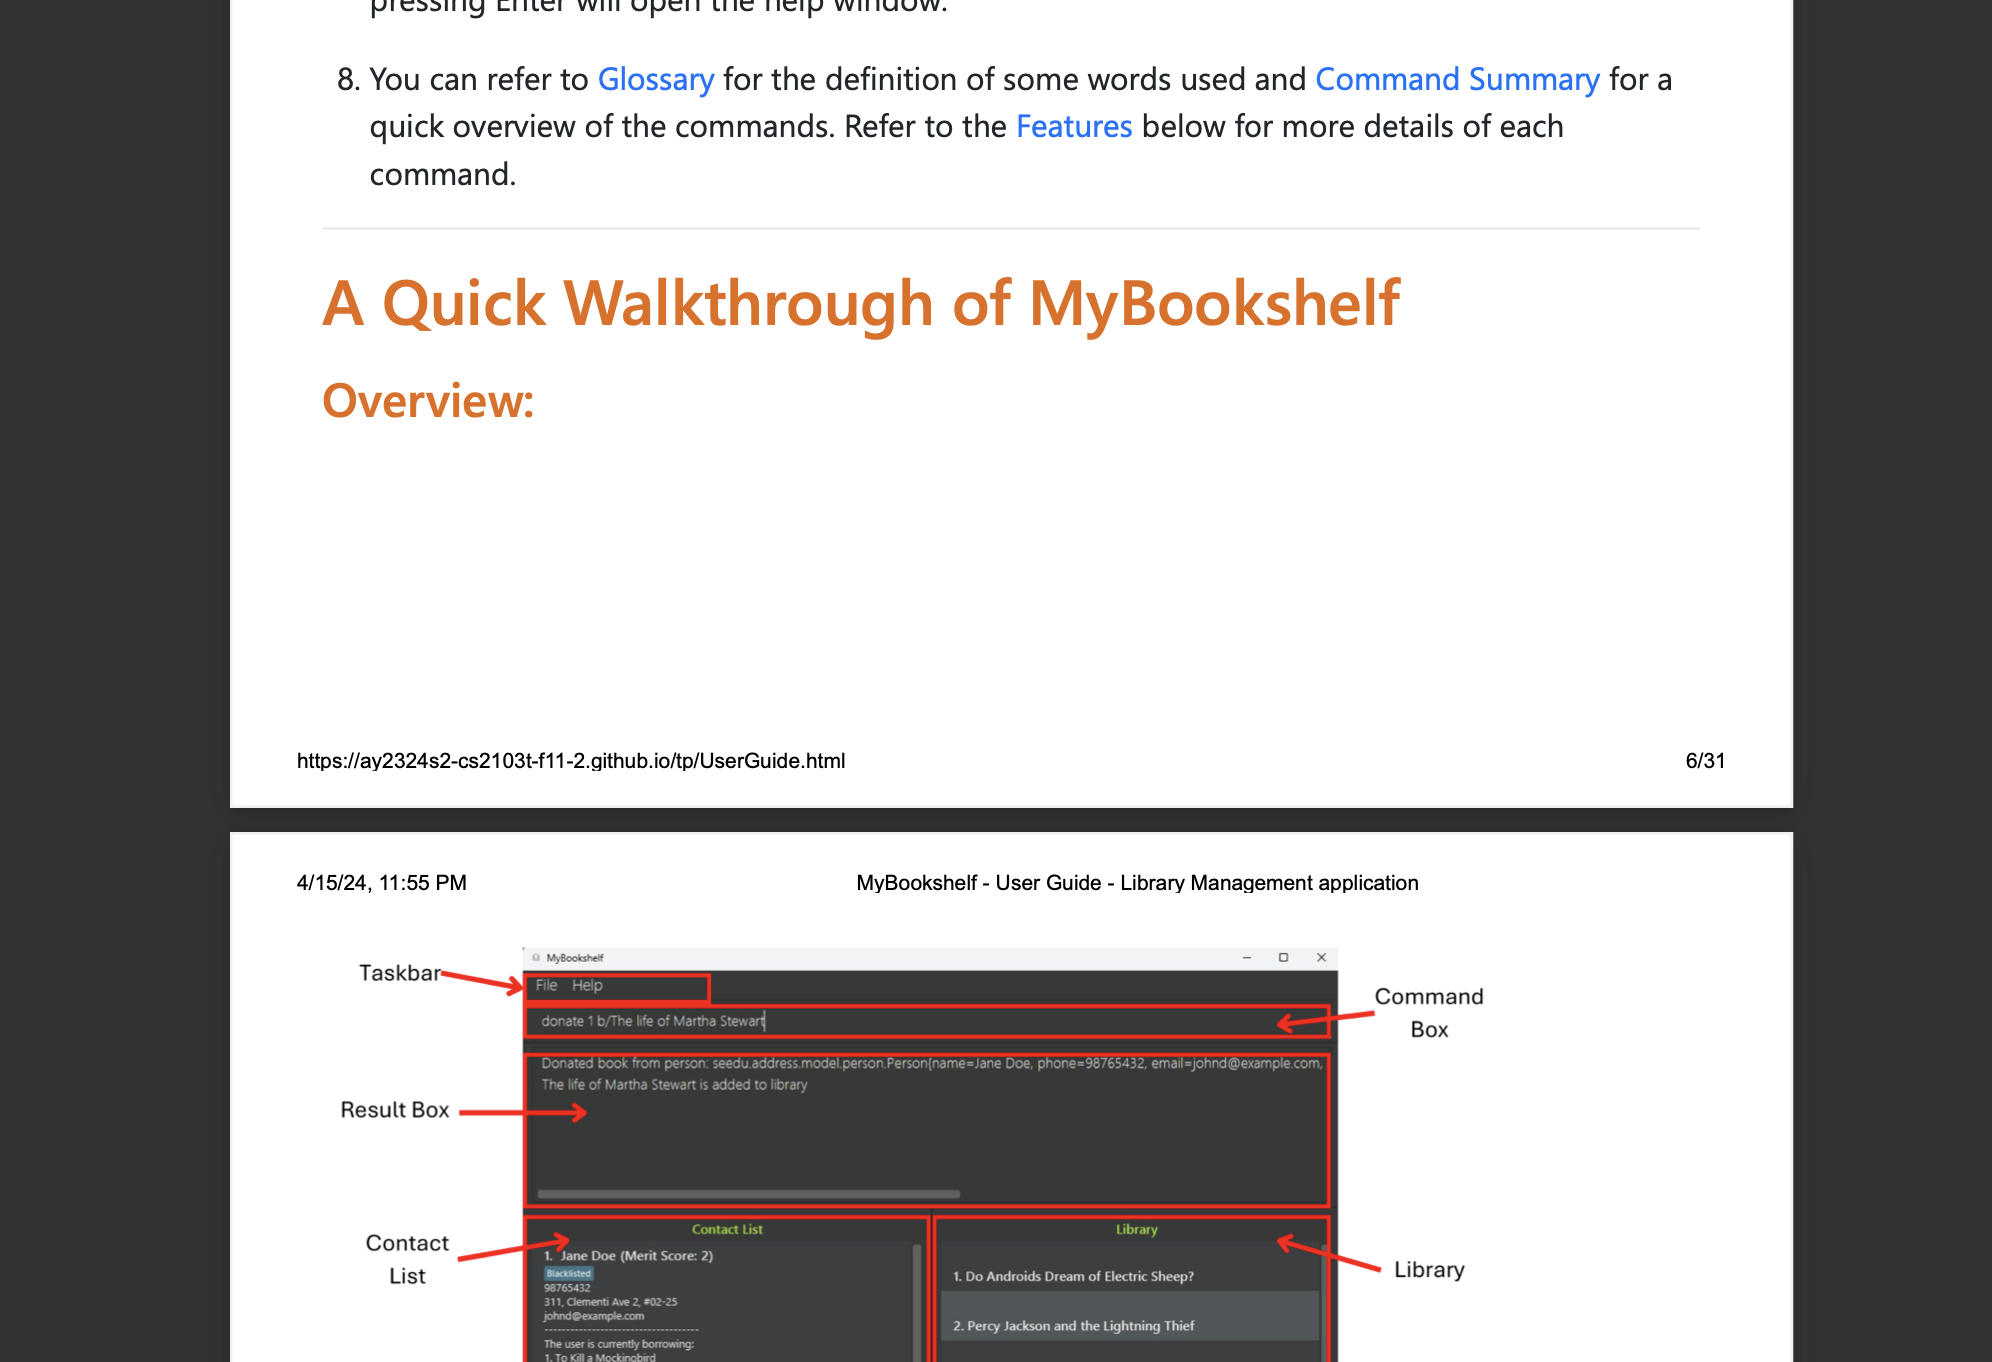 pressing Enter will open the help window.
8. You can refer to Glossary for the definition of some words used and Command Summary for a
quick overview of the commands. Refer to the Features below for more details of each
command.
A Quick Walkthrough of MyBookshelf
Overview:
https://ay2324s2-cs2103t-f11-2.github.io/tp/UserGuide.html 6/31
4/15/24, 11:55 PM MyBookshelf - User Guide - Library Management application
MyBookshelf
Taskbar
File Help
Command
Box
donate 1 b/The life of Martha Stewart
Donated book from person: seedu.address.model.person.Person{name=Jane Doe, phone=98765432, email=johnd@example.com,
The life of Martha Stewart is added to library
Result Box
Contact List
Library
Contact
List
1. Jane Doe (Merit Score: 2)
Blacklisted
98765432
311, Clementi Ave 2, #02-25
johnd@example.com
------------------------------------
The user is currently borrowing:
1. To Kill a Mockingbird
1. Do Androids Dream of Electric Sheep?
2. Percy Jackson and the Lightning Thief
Library